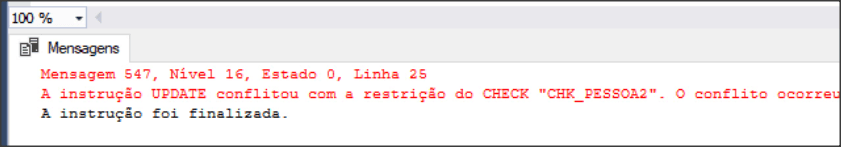 100 %
Mensagens
Mensagem 547, Nível 16, Estado 0, Linha 25
A instrução UPDATE conflitou com a restrição do CHECK "CHK_PESSOA2". O conflito ocorreu
A instrução foi finalizada.